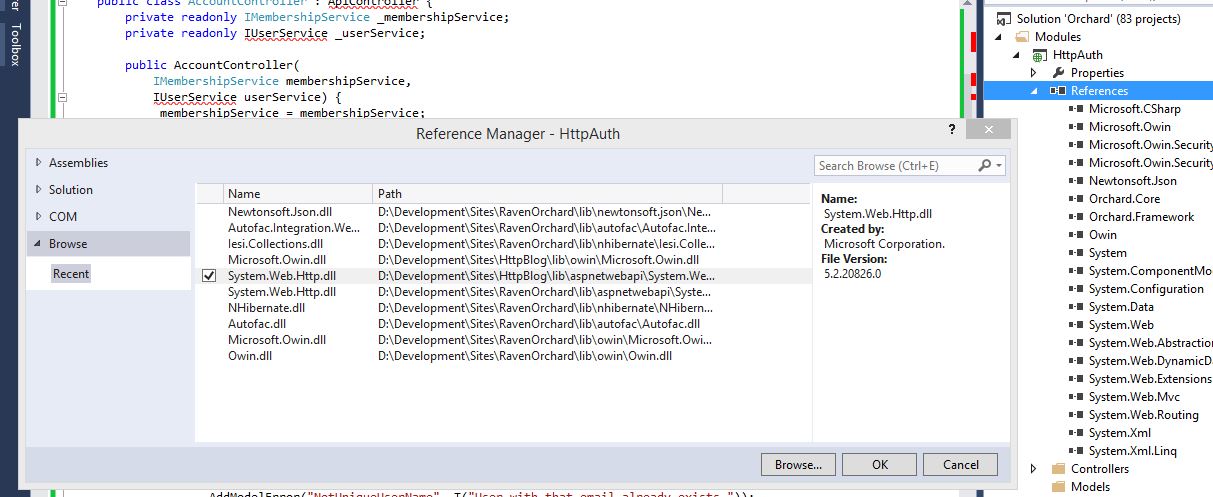 er
Toolbox
public class AccountController : ApiController {
private readonly IMembershipService _membershipService;
private readonly IUserService _userService;
public AccountController(
IMembershipService membershipService,
IUserService userService) {
membershipService = membershipService;
Reference Manager - HttpAuth
?
Assemblies
Solution
COM
Browse
Recent
Search Browse (Ctrl+E)
Name Path
Newtonsoft.Json.dll D:\Development\Sites\RavenOrchard\lib\newtonsoft.json\Ne...
Autofac.Integration.We... D:\Development\Sites\RavenOrchard\lib\autofac\Autofac.Inte...
Iesi.Collections.dll D:\Development\Sites\RavenOrchard\lib\nhibernate\Iesi.Colle...
Microsoft.Owin.dll D:\Development\Sites\HttpBlog\lib\owin\Microsoft.Owin.dll
System.Web.Http.dll D:\Development\Sites\HttpBlog\lib\aspnetwebapi\System.We...
System.Web.Http.dll D:\Development\Sites\RavenOrchard\lib\aspnetwebapi\Syste...
NHibernate.dll D:\Development\Sites\RavenOrchard\lib\nhibernate\NHibern...
Autofac.dll D:\Development\Sites\RavenOrchard\lib\autofac\Autofac.dll
Microsoft.Owin.dll D:\Development\Sites\RavenOrchard\lib\owin\Microsoft.Owi...
Owin.dll D:\Development\Sites\RavenOrchard\lib\owin\Owin.dll
Name:
System.Web.Http.dll
Created by:
Microsoft Corporation.
File Version:
5.2.20826.0
Browse... OK Cancel
AddModelError("NotUniqueUserName", T("User with that email already exists."));
Solution 'Orchard' (83 projects)
Modules
HttpAuth
Properties
References
Microsoft.CSharp
Microsoft.Owin
Microsoft.Owin.Security
Microsoft.Owin.Security
Newtonsoft.Json
Orchard.Core
Orchard.Framework
Owin
System
System.ComponentMo
System.Configuration
System.Data
System.Web
System.Web.Abstraction
System.Web.DynamicDa
System.Web.Extensions
System.Web.Mvc
System.Web.Routing
System.Xml
System.Xml.Linq
Controllers
Models